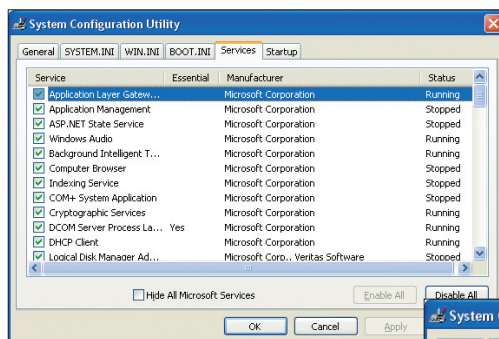 System Configuration Utility
General SYSTEM.INI WIN.INI BOOT.INI Services Startup
Service Essential Manufacturer Status
Application Layer Gatew... Microsoft Corporation Running
Application Management Microsoft Corporation Stopped
ASP.NET State Service Microsoft Corporation Stopped
Windows Audio Microsoft Corporation Running
Background Intelligent T... Microsoft Corporation Running
Computer Browser Microsoft Corporation Stopped
Indexing Service Microsoft Corporation Stopped
COM+ System Application Microsoft Corporation Stopped
Cryptographic Services Microsoft Corporation Running
DCOM Server Process La... Yes Microsoft Corporation Running
DHCP Client Microsoft Corporation Running
Logical Disk Manager Ad... Microsoft Corp., Veritas Software Stopped
Hide All Microsoft Services Enable All Disable All
OK Cancel Apply
System